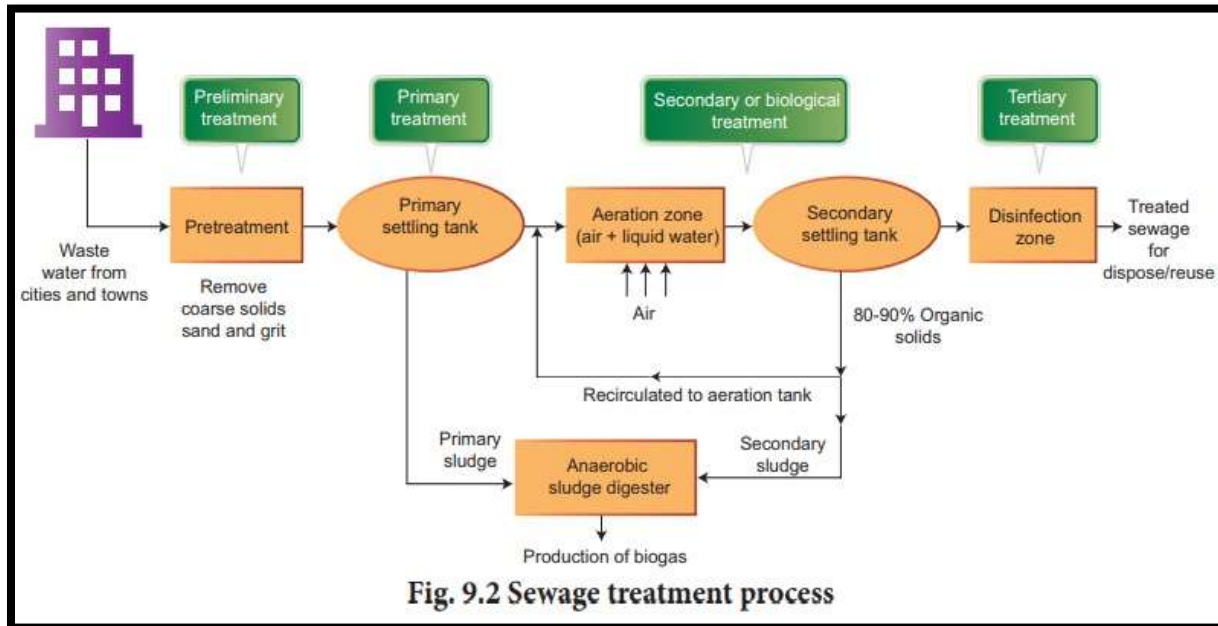 Preliminary
treatment
Primary
treatment
Secondary or biological
treatment
Tertiary
treatment
Waste
water from
cities and towns
Pretreatment
Remove
coarse solids
sand and grit
Primary
settling tank
Aeration zone
(air + liquid water)
Air
Secondary
settling tank
Disinfection
zone
Treated
sewage
for
dispose/reuse
80-90% Organic
solids
Recirculated to aeration tank
Primary
sludge
Anaerobic
sludge digester
Secondary
sludge
Production of biogas
Fig. 9.2 Sewage treatment process